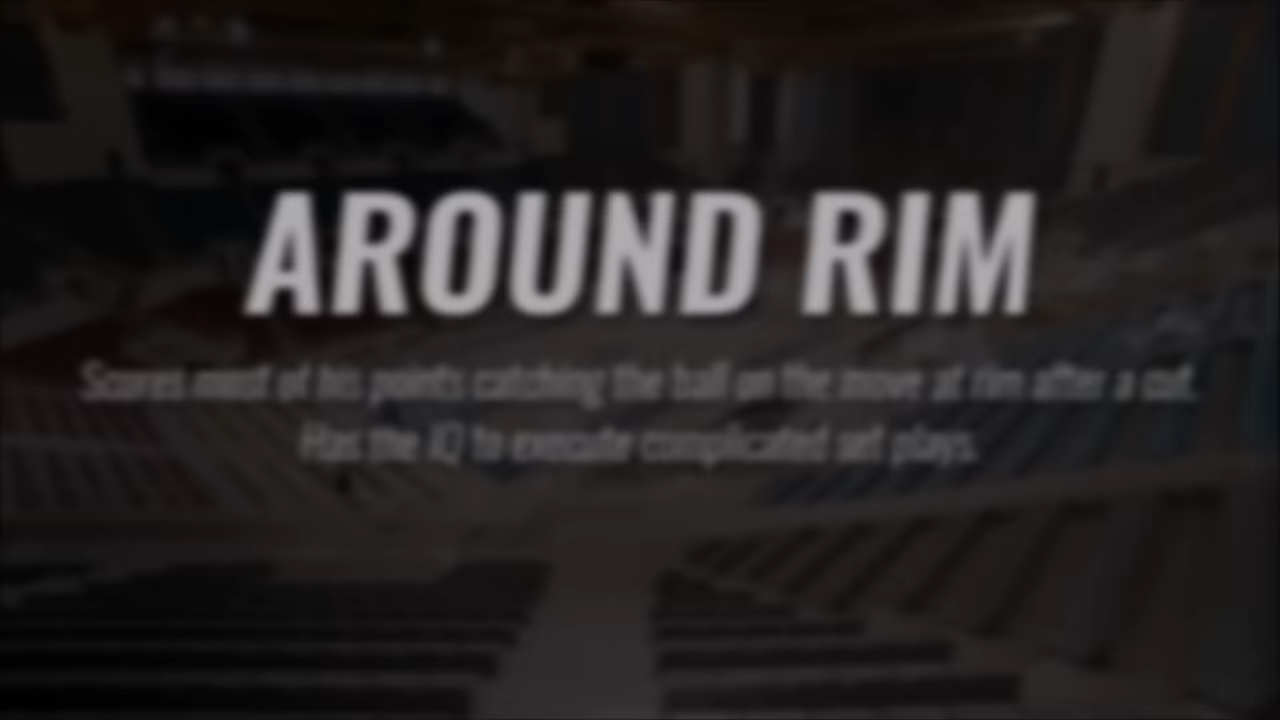 AROUND RIM
Scores most of his points catching the ball on the move at rim after a cut.
Has the IQ to execute complicated set plays.